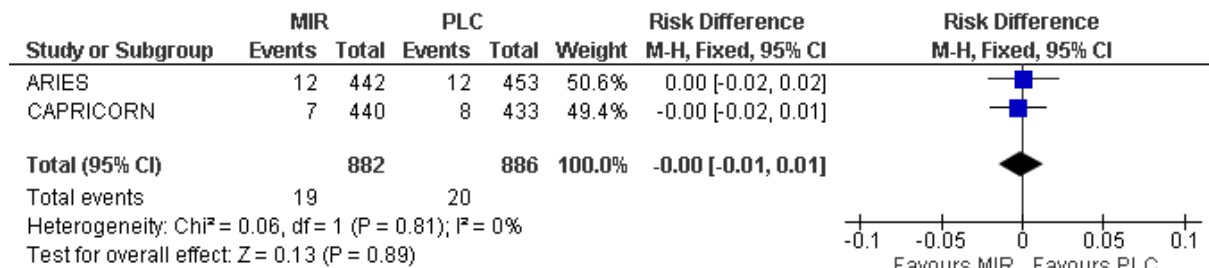 MIR PLC Risk Difference Risk Difference
Study or Subgroup Events Total Events Total Weight M-H, Fixed, 95% CI M-H, Fixed, 95% CI
ARIES 12 442 12 453 50.6% 0.00 [-0.02, 0.02]
CAPRICORN 7 440 8 433 49.4% -0.00 [-0.02, 0.01]
Total (95% CI) 882 886 100.0% -0.00 [-0.01, 0.01]
Total events 19 20
Heterogeneity: Chi² = 0.06, df = 1 (P = 0.81); I² = 0%
Test for overall effect: Z = 0.13 (P = 0.89)
-0.1 -0.05 0 0.05 0.1
Favours MIR Favours PLC